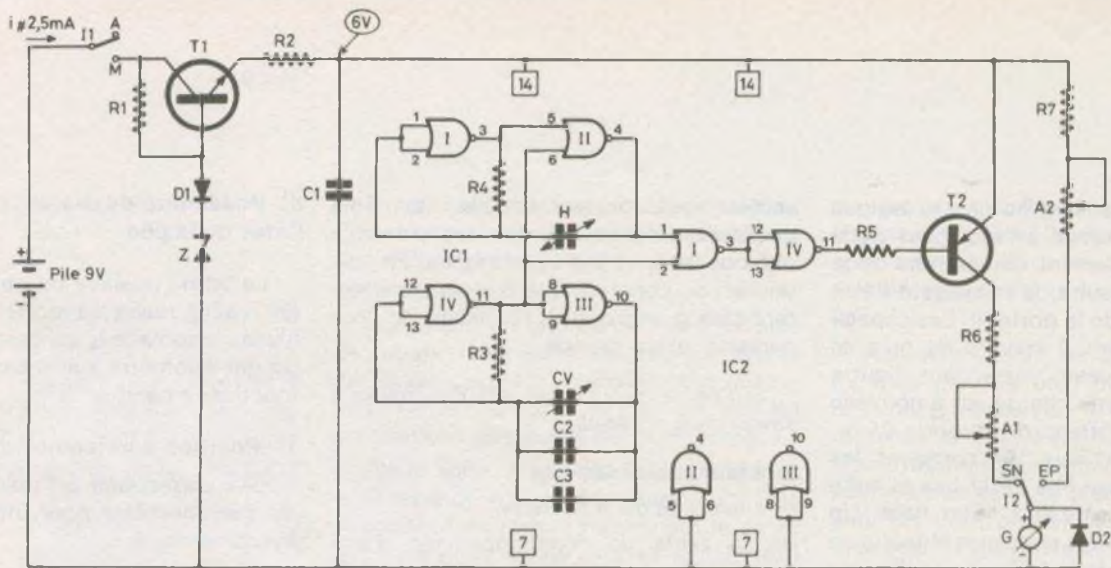 i # 2,5mA
I1
A
M
T1
R2
6V
R1
D1
Z
C1
+
Pile 9V
-
14
14
1
2
I
3
5
6
II
4
R4
H
IC1
12
13
IV
11
8
9
III
10
R3
CV
C2
C3
1
2
I
3
12
13
IV
11
R5
IC2
T2
R7
A2
R6
A1
SN
EP
I2
G
D2
4
II
5
6
10
III
8
9
7
7